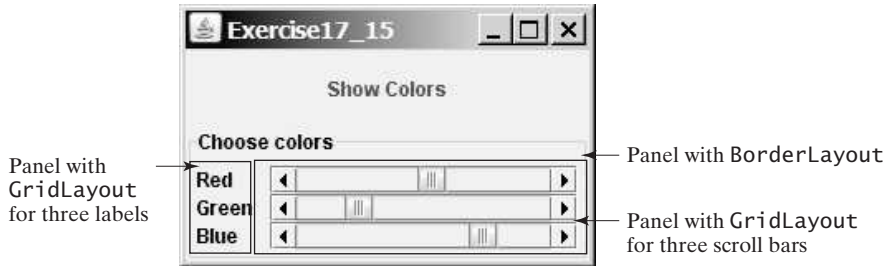 Exercise17_15
Show Colors
Choose colors
Panel with
GridLayout
for three labels
Red
Green
Blue
Panel with BorderLayout
Panel with GridLayout
for three scroll bars